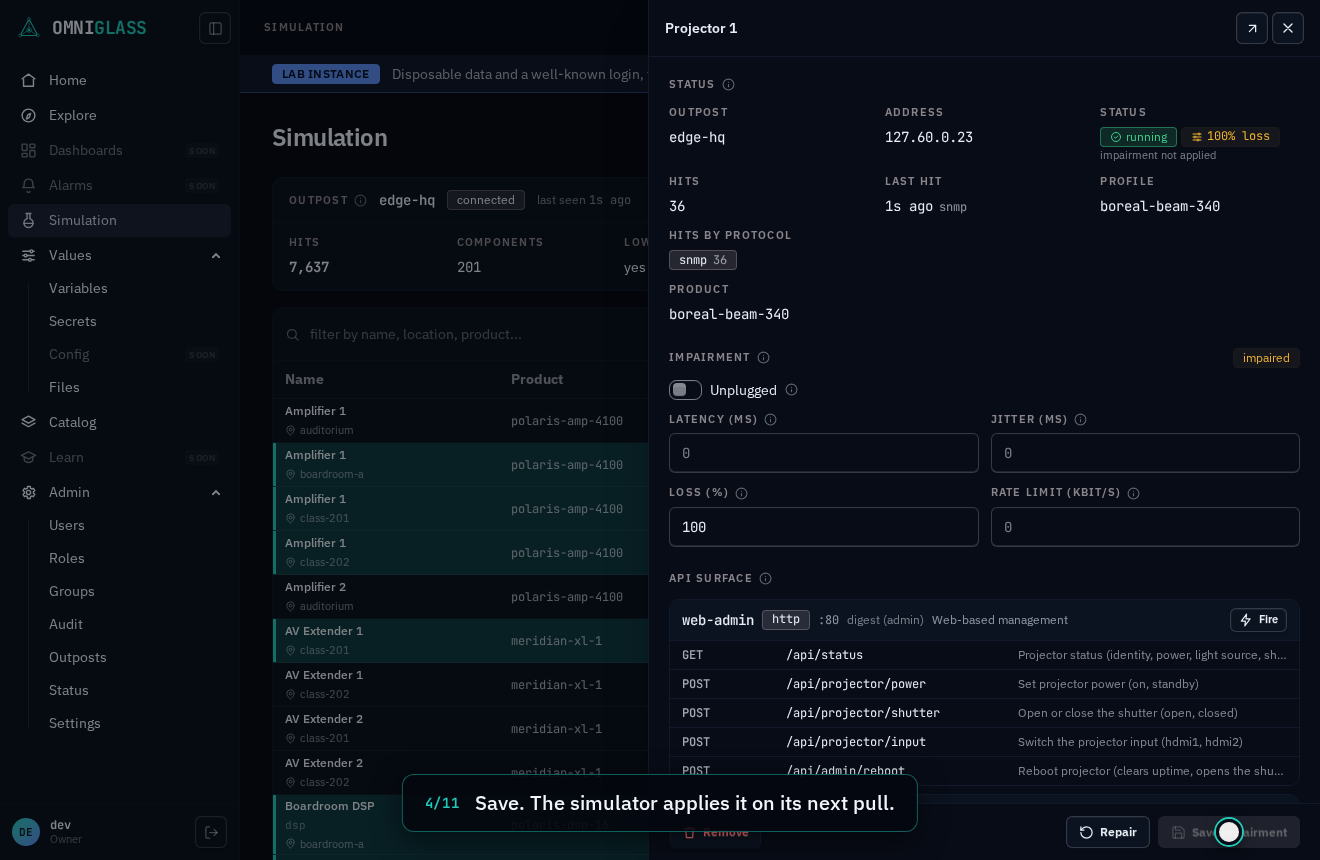 OMNIGLASS
SIMULATION
Projector 1
Home
Explore
Dashboards SOON
Alarms SOON
Simulation
Values
Variables
Secrets
Config SOON
Files
Catalog
Learn SOON
Admin
Users
Roles
Groups
Audit
Outposts
Status
Settings
DE dev
Owner
LAB INSTANCE Disposable data and a well-known login,
Simulation
OUTPOST edge-hq connected last seen 1s ago
HITS COMPONENTS LOW
7,637 201 yes
filter by name, location, product...
Name Product
Amplifier 1 polaris-amp-4100
auditorium
Amplifier 1 polaris-amp-4100
boardroom-a
Amplifier 1 polaris-amp-4100
class-201
Amplifier 1 polaris-amp-4100
class-202
Amplifier 2 polaris-amp-4100
auditorium
AV Extender 1 meridian-xl-1
class-201
AV Extender 1 meridian-xl-1
class-202
AV Extender 2 meridian-xl-1
class-201
AV Extender 2 meridian-xl-1
class-202
Boardroom DSP
dsp
boardroom-a
STATUS
OUTPOST ADDRESS STATUS
edge-hq 127.60.0.23 running 100% loss
impairment not applied
HITS LAST HIT PROFILE
36 1s ago snmp boreal-beam-340
HITS BY PROTOCOL
snmp 36
PRODUCT
boreal-beam-340
IMPAIRMENT impaired
Unplugged
LATENCY (MS) JITTER (MS)
0 0
LOSS (%) RATE LIMIT (KBIT/S)
100 0
API SURFACE
web-admin http :80 digest (admin) Web-based management Fire
GET /api/status Projector status (identity, power, light source, sh...
POST /api/projector/power Set projector power (on, standby)
POST /api/projector/shutter Open or close the shutter (open, closed)
POST /api/projector/input Switch the projector input (hdmi1, hdmi2)
POST /api/admin/reboot Reboot projector (clears uptime, opens the shu...
4/11 Save. The simulator applies it on its next pull.
Remove Repair